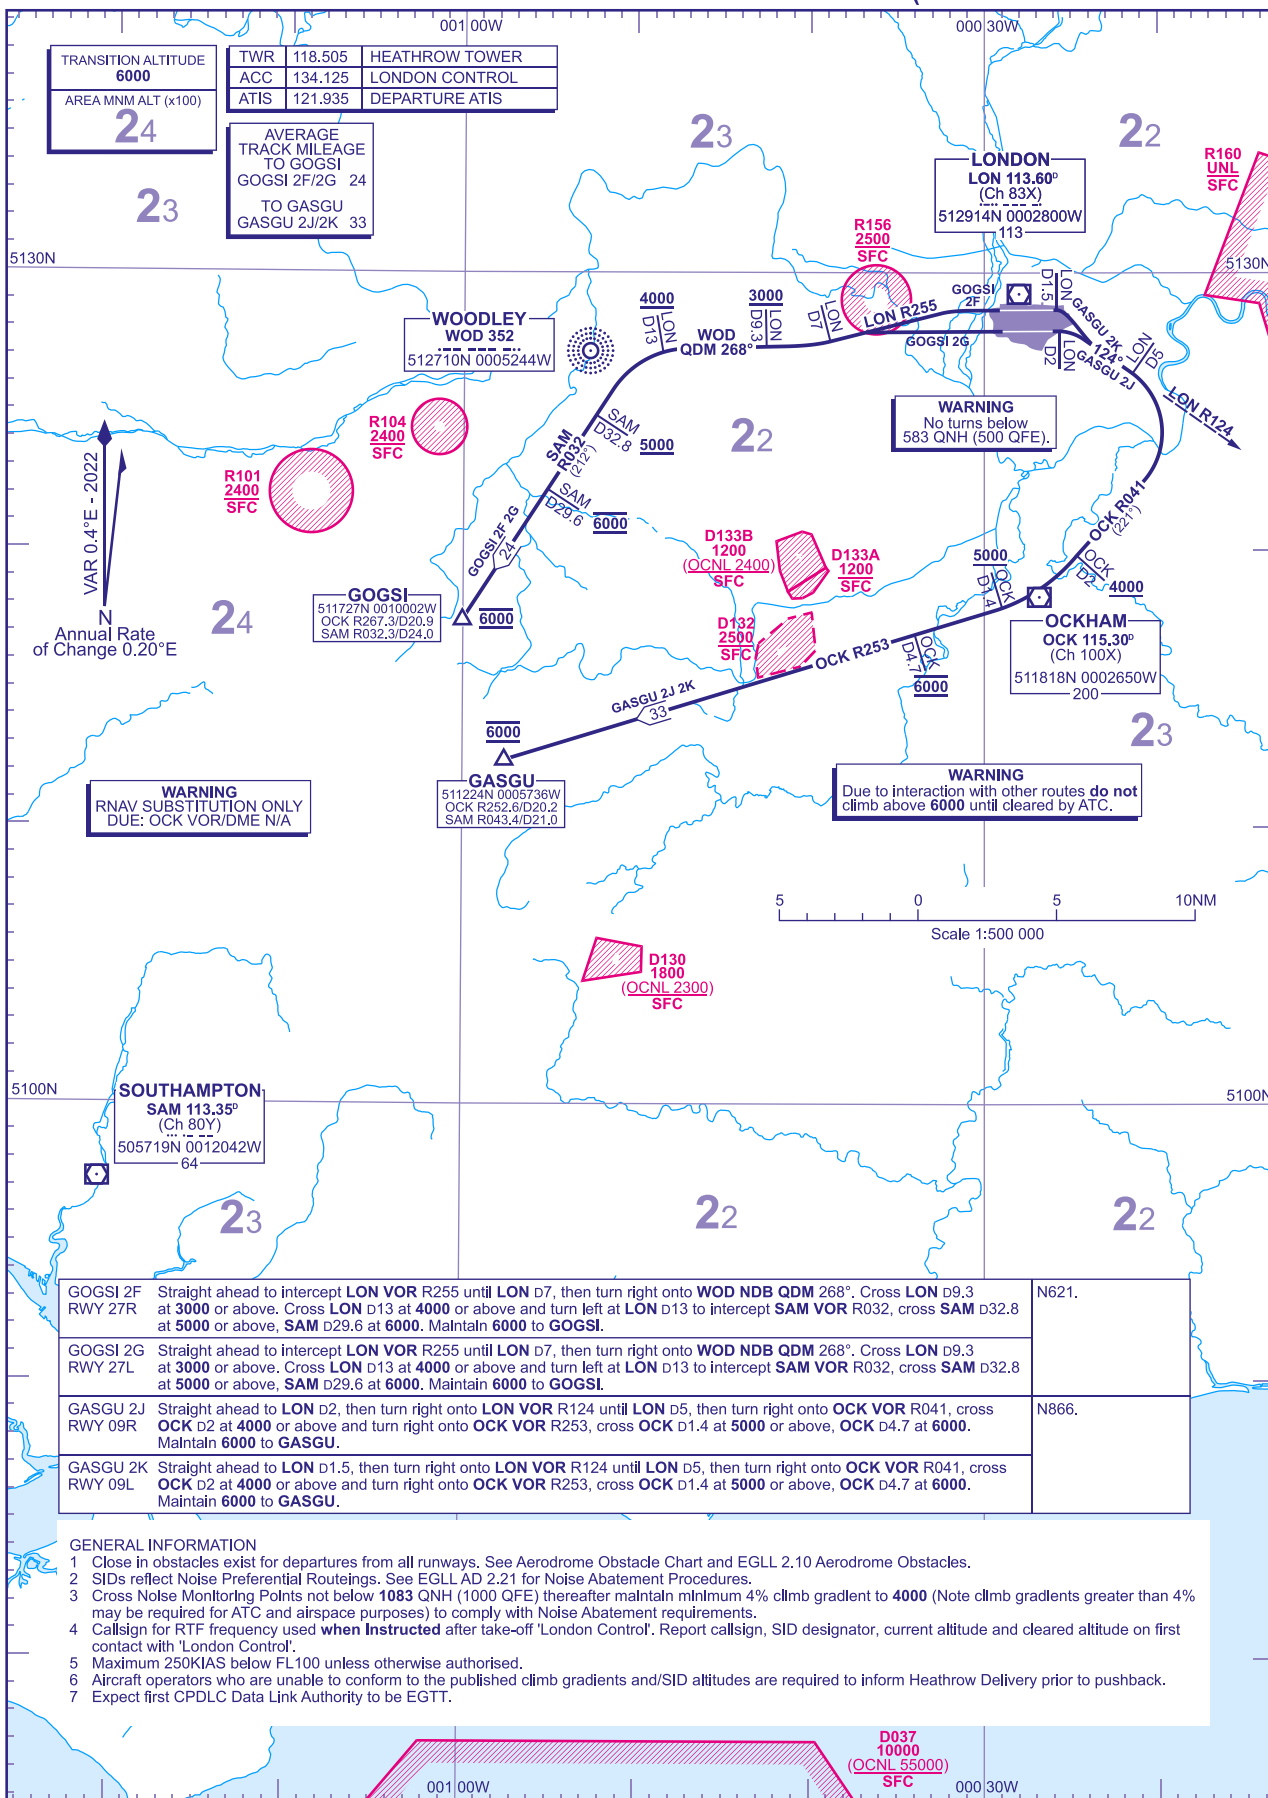 001 00W
000 30W
TRANSITION ALTITUDE
6000
AREA MNM ALT (x100)
24
TWR 118.505 HEATHROW TOWER
ACC 134.125 LONDON CONTROL
ATIS 121.935 DEPARTURE ATIS
AVERAGE
TRACK MILEAGE
TO GOGSI
GOGSI 2F/2G 24
TO GASGU
GASGU 2J/2K 33
23
23
22
LONDON
LON 113.60ᴰ
(Ch 83X)
512914N 0002800W
113
R160
UNL
SFC
R156
2500
SFC
5130N
5130N
WOODLEY
WOD 352
512710N 0005244W
4000
LON
D13
WOD
QDM 268°
3000
LON
D9.3
LON
D7
LON R255
GOGSI
2F
GOGSI 2G
LON
D1.5
LON
D2
GASGU 2K
124°
GASGU 2J
LON
D5
LON R124
R104
2400
SFC
R101
2400
SFC
SAM
D32.8
5000
SAM
R032
(212°)
SAM
D29.6
6000
GOGSI 2F 2G
24
22
WARNING
No turns below
583 QNH (500 QFE).
VAR 0.4°E - 2022
N
Annual Rate
of Change 0.20°E
24
GOGSI
511727N 0010002W
OCK R267.3/D20.9
SAM R032.3/D24.0
6000
D133B
1200
(OCNL 2400)
SFC
D133A
1200
SFC
D132
2500
SFC
OCK R041
(221°)
5000
OCK
D1.4
OCK
D2
4000
OCKHAM
OCK 115.30ᴰ
(Ch 100X)
511818N 0002650W
200
OCK R253
OCK
D4.7
6000
GASGU 2J 2K
33
6000
GASGU
511224N 0005736W
OCK R252.6/D20.2
SAM R043.4/D21.0
23
WARNING
RNAV SUBSTITUTION ONLY
DUE: OCK VOR/DME N/A
WARNING
Due to interaction with other routes do not
climb above 6000 until cleared by ATC.
5 0 5 10NM
Scale 1:500 000
D130
1800
(OCNL 2300)
SFC
5100N
5100N
SOUTHAMPTON
SAM 113.35ᴰ
(Ch 80Y)
505719N 0012042W
64
23
22
22
GOGSI 2F Straight ahead to intercept LON VOR R255 until LON D7, then turn right onto WOD NDB QDM 268°. Cross LON D9.3 N621.
RWY 27R at 3000 or above. Cross LON D13 at 4000 or above and turn left at LON D13 to intercept SAM VOR R032, cross SAM D32.8
at 5000 or above, SAM D29.6 at 6000. Maintain 6000 to GOGSI.
GOGSI 2G Straight ahead to intercept LON VOR R255 until LON D7, then turn right onto WOD NDB QDM 268°. Cross LON D9.3
RWY 27L at 3000 or above. Cross LON D13 at 4000 or above and turn left at LON D13 to intercept SAM VOR R032, cross SAM D32.8
at 5000 or above, SAM D29.6 at 6000. Maintain 6000 to GOGSI.
GASGU 2J Straight ahead to LON D2, then turn right onto LON VOR R124 until LON D5, then turn right onto OCK VOR R041, cross N866.
RWY 09R OCK D2 at 4000 or above and turn right onto OCK VOR R253, cross OCK D1.4 at 5000 or above, OCK D4.7 at 6000.
Maintain 6000 to GASGU.
GASGU 2K Straight ahead to LON D1.5, then turn right onto LON VOR R124 until LON D5, then turn right onto OCK VOR R041, cross
RWY 09L OCK D2 at 4000 or above and turn right onto OCK VOR R253, cross OCK D1.4 at 5000 or above, OCK D4.7 at 6000.
Maintain 6000 to GASGU.
GENERAL INFORMATION
1 Close in obstacles exist for departures from all runways. See Aerodrome Obstacle Chart and EGLL 2.10 Aerodrome Obstacles.
2 SIDs reflect Noise Preferential Routeings. See EGLL AD 2.21 for Noise Abatement Procedures.
3 Cross Noise Monitoring Points not below 1083 QNH (1000 QFE) thereafter maintain minimum 4% climb gradient to 4000 (Note climb gradients greater than 4%
may be required for ATC and airspace purposes) to comply with Noise Abatement requirements.
4 Callsign for RTF frequency used when instructed after take-off 'London Control'. Report callsign, SID designator, current altitude and cleared altitude on first
contact with 'London Control'.
5 Maximum 250KIAS below FL100 unless otherwise authorised.
6 Aircraft operators who are unable to conform to the published climb gradients and/SID altitudes are required to inform Heathrow Delivery prior to pushback.
7 Expect first CPDLC Data Link Authority to be EGTT.
D037
10000
(OCNL 55000)
SFC
001 00W
000 30W